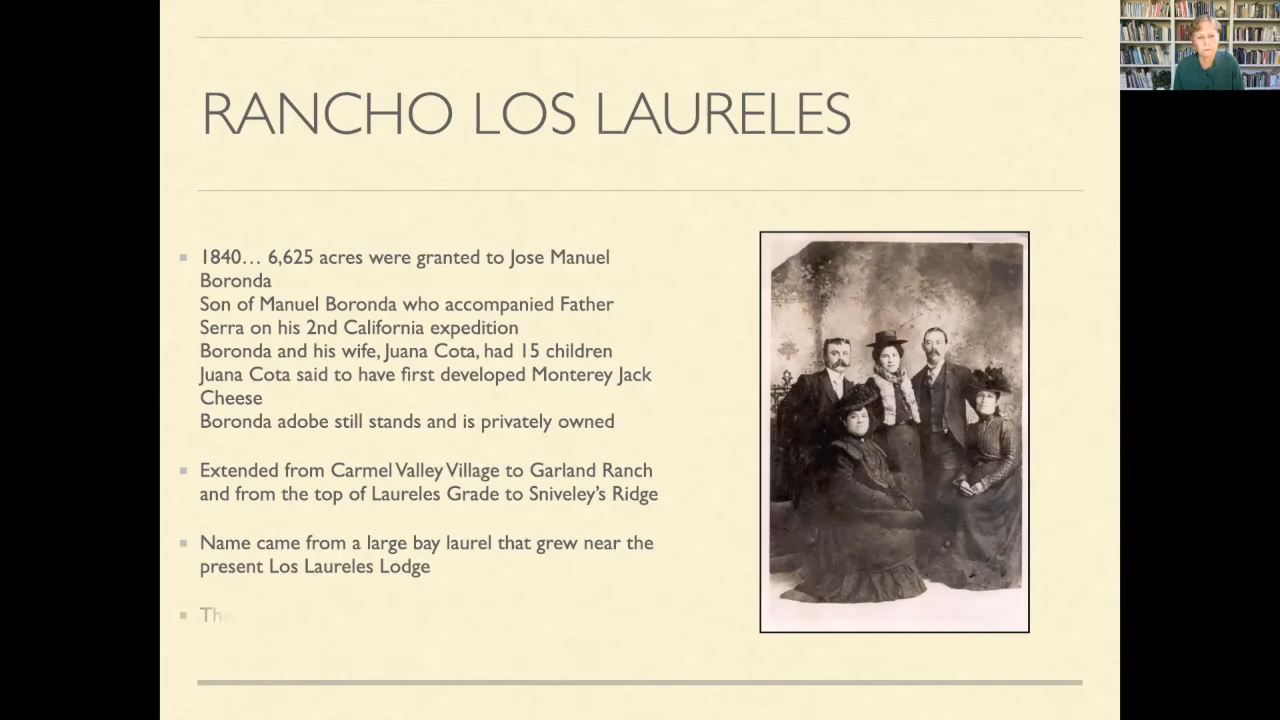 RANCHO LOS LAURELES
1840... 6,625 acres were granted to Jose Manuel
Boronda
Son of Manuel Boronda who accompanied Father
Serra on his 2nd California expedition
Boronda and his wife, Juana Cota, had 15 children
Juana Cota said to have first developed Monterey Jack
Cheese
Boronda adobe still stands and is privately owned
Extended from Carmel Valley Village to Garland Ranch
and from the top of Laureles Grade to Sniveley's Ridge
Name came from a large bay laurel that grew near the
present Los Laureles Lodge